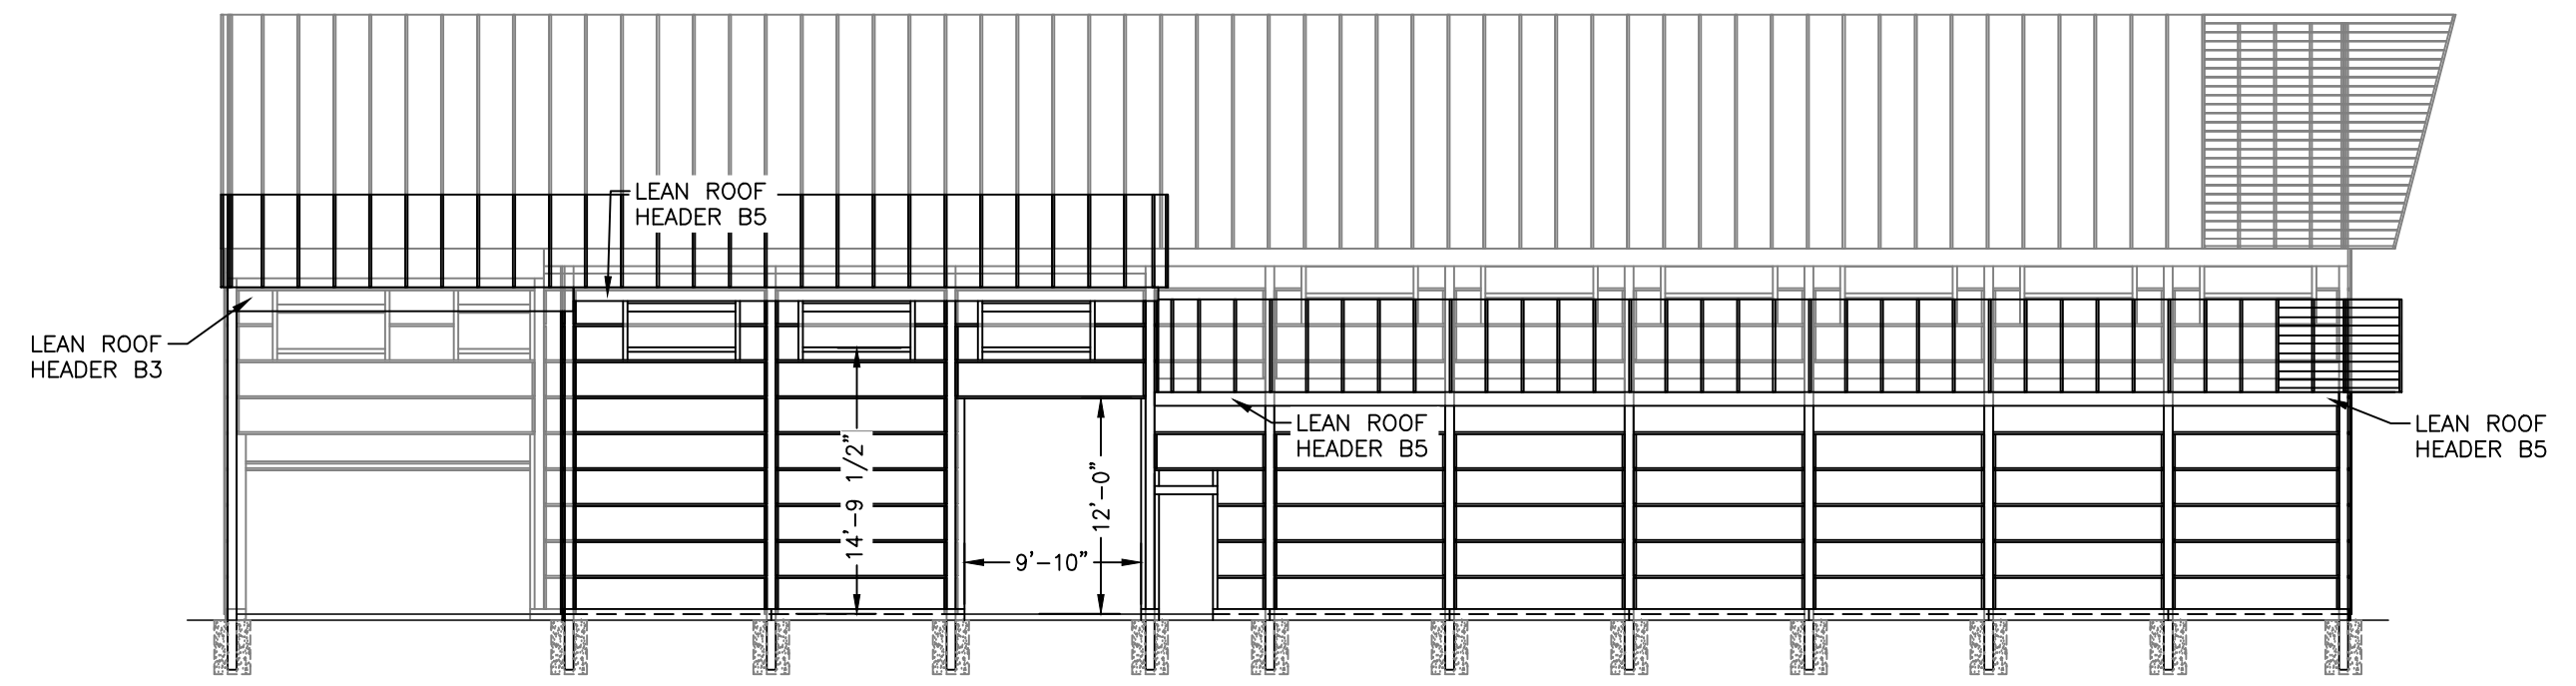 LEAN ROOF
HEADER B5
LEAN ROOF
HEADER B3
14'-9 1/2"
12'-0"
9'-10"
LEAN ROOF
HEADER B5
LEAN ROOF
HEADER B5